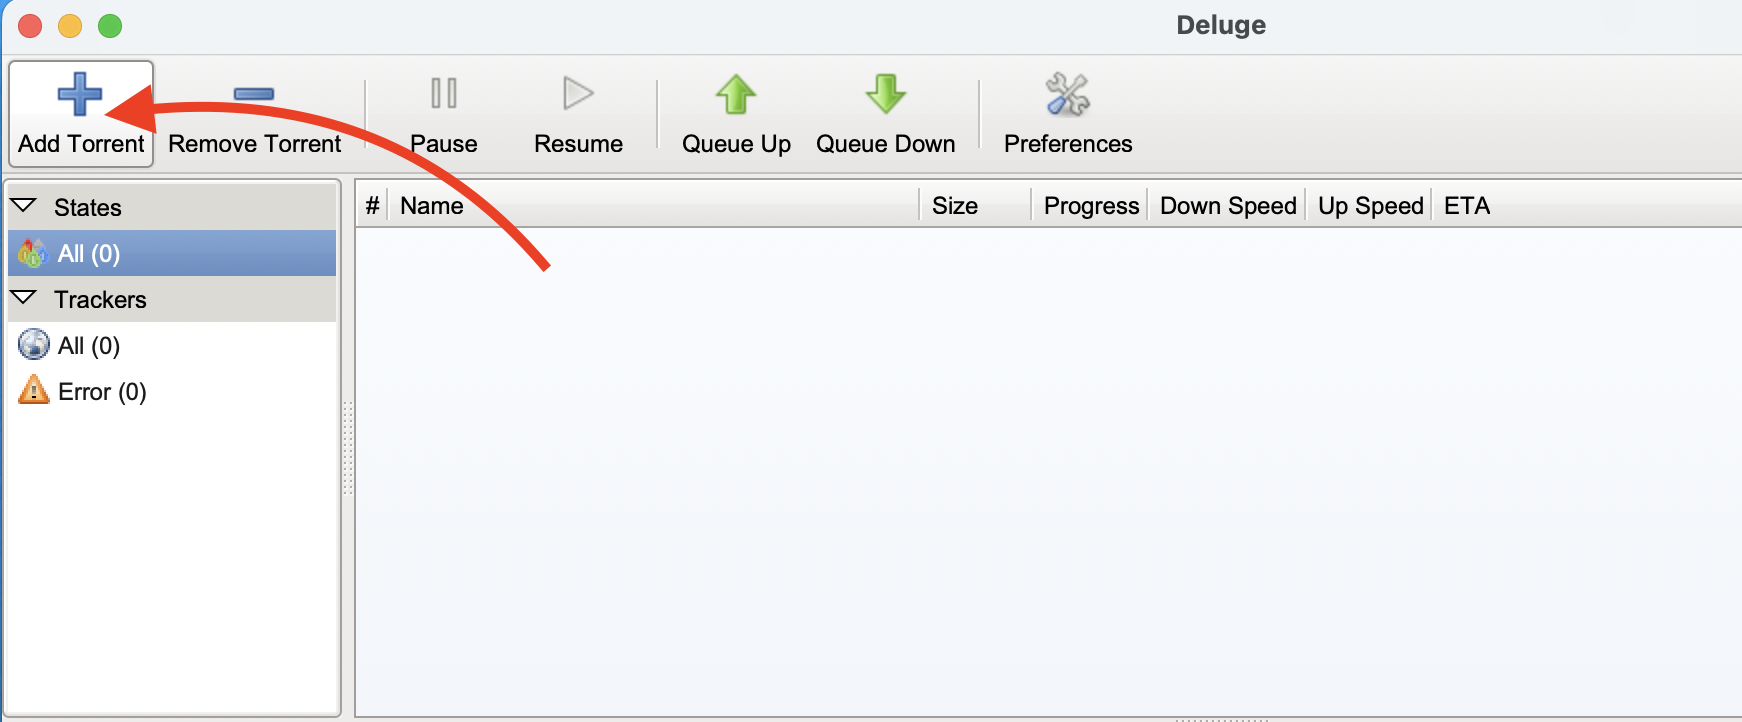 Deluge
Add Torrent Remove Torrent Pause Resume Queue Up Queue Down Preferences
States
All (0)
Trackers
All (0)
Error (0)
# Name Size Progress Down Speed Up Speed ETA